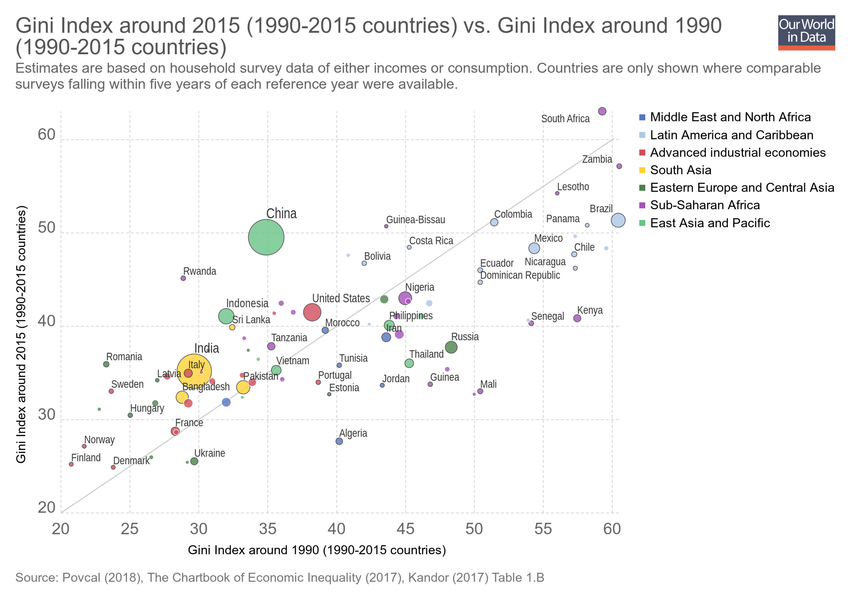 Gini Index around 2015 (1990-2015 countries) vs. Gini Index around 1990
(1990-2015 countries)
Our World
in Data
Estimates are based on household survey data of either incomes or consumption. Countries are only shown where comparable
surveys falling within five years of each reference year were available.
South Africa
Middle East and North Africa
Latin America and Caribbean
Advanced industrial economies
South Asia
Eastern Europe and Central Asia
Sub-Saharan Africa
East Asia and Pacific
60
Zambia
Lesotho
Brazil
China
Colombia
Panama
Guinea-Bissau
50
Costa Rica
Mexico
Chile
Bolivia
Ecuador
Nicaragua
Rwanda
Dominican Republic
Nigeria
Indonesia
United States
Kenya
Sri Lanka
Morocco
Philippines
Senegal
40
Iran
Tanzania
Russia
India
Romania
Italy
Vietnam
Tunisia
Thailand
Latvia
Pakistan
Portugal
Jordan
Guinea
Sweden
Bangladesh
Estonia
Mali
Hungary
30
France
Algeria
Norway
Finland
Denmark
Ukraine
20
20
25
30
35
40
45
50
55
60
Gini Index around 2015 (1990-2015 countries)
Gini Index around 1990 (1990-2015 countries)
Source: Povcal (2018), The Chartbook of Economic Inequality (2017), Kandor (2017) Table 1.B